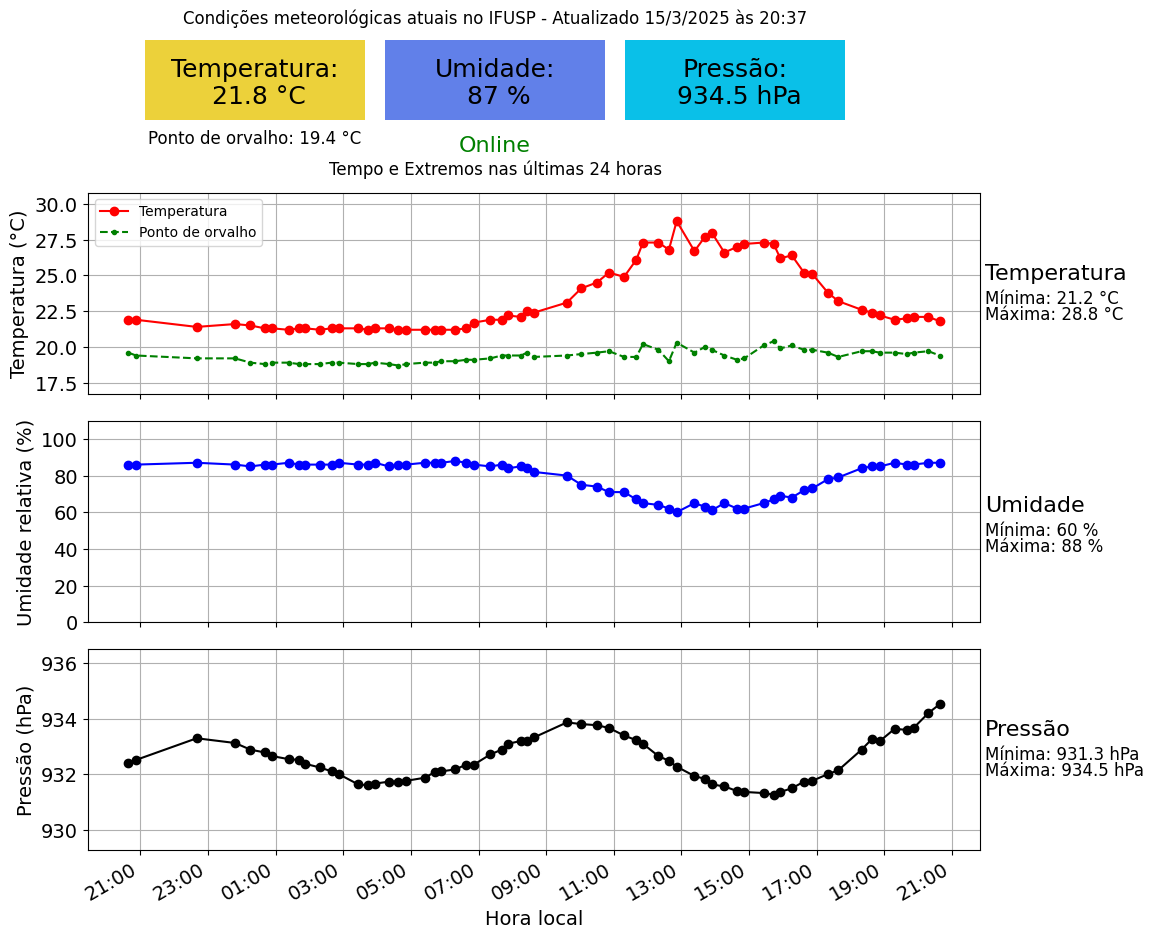 Condições meteorológicas atuais no IFUSP - Atualizado 15/3/2025 às 20:37
Temperatura:
21.8 °C
Umidade:
87 %
Pressão:
934.5 hPa
Ponto de orvalho: 19.4 °C
Online
Tempo e Extremos nas últimas 24 horas
Temperatura (°C)
30.0
27.5
25.0
22.5
20.0
17.5
Temperatura
Ponto de orvalho
Temperatura
Mínima: 21.2 °C
Máxima: 28.8 °C
Umidade relativa (%)
100
80
60
40
20
0
Umidade
Mínima: 60 %
Máxima: 88 %
Pressão (hPa)
936
934
932
930
Pressão
Mínima: 931.3 hPa
Máxima: 934.5 hPa
21:00
23:00
01:00
03:00
05:00
07:00
09:00
11:00
13:00
15:00
17:00
19:00
21:00
Hora local